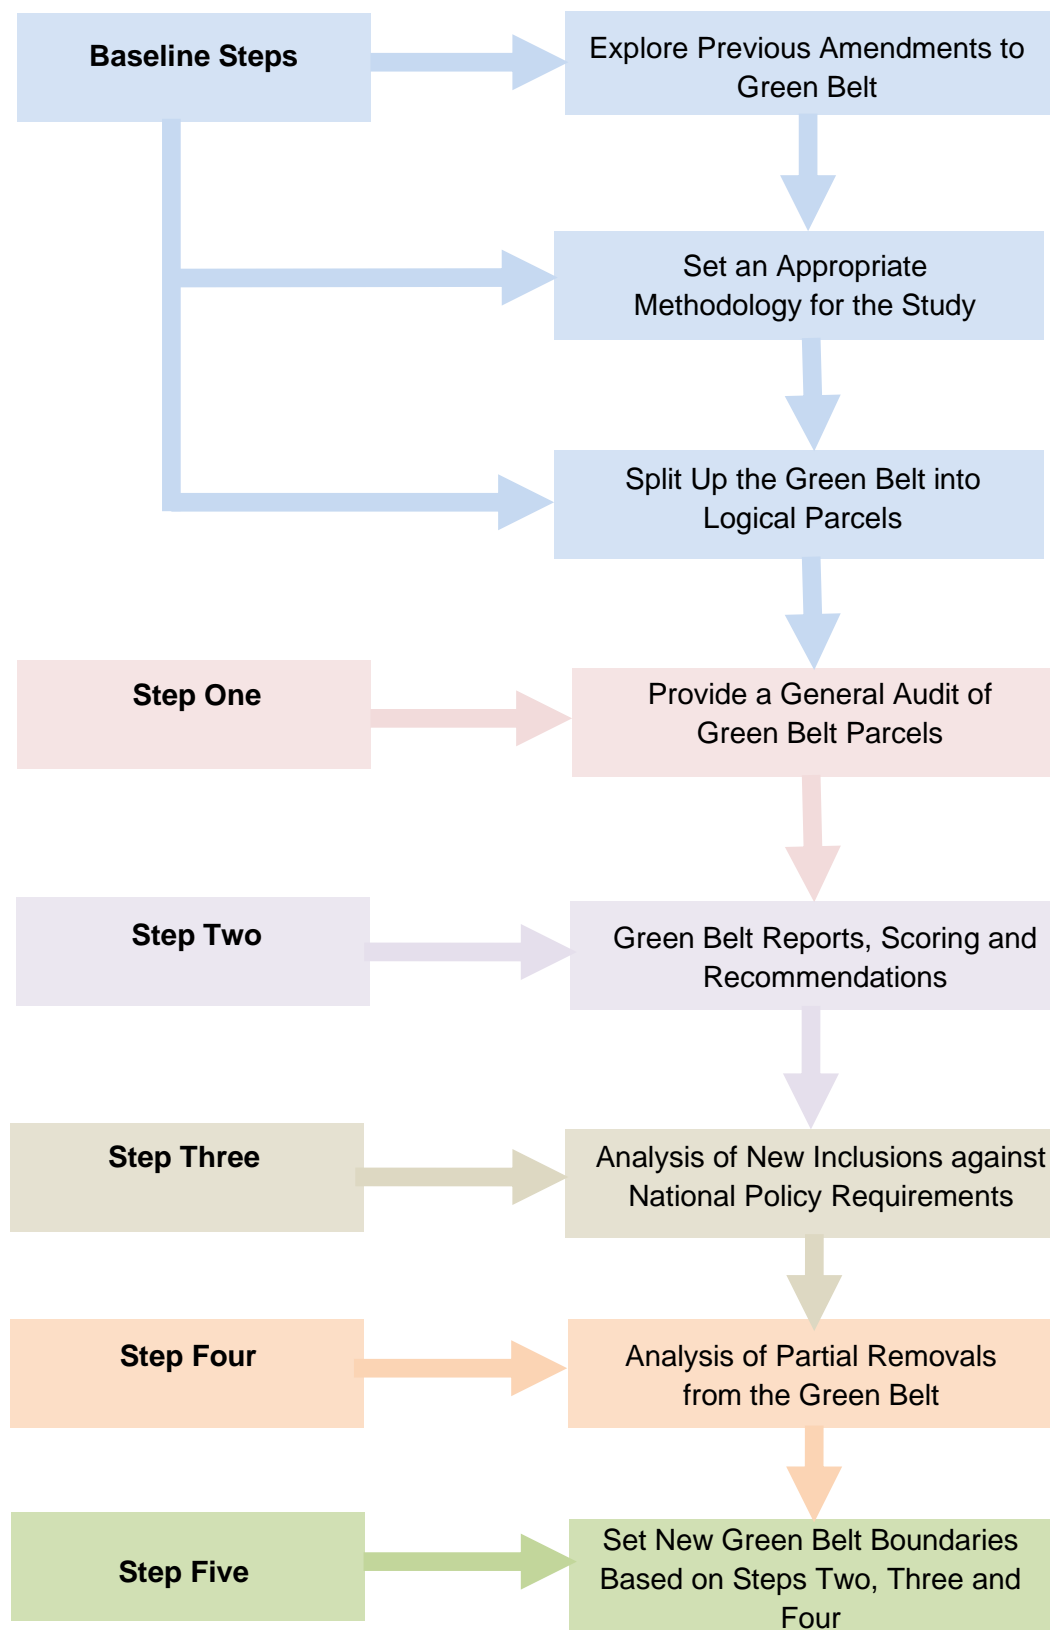 Baseline Steps
Explore Previous Amendments to
Green Belt
Set an Appropriate
Methodology for the Study
Split Up the Green Belt into
Logical Parcels
Step One
Provide a General Audit of
Green Belt Parcels
Step Two
Green Belt Reports, Scoring and
Recommendations
Step Three
Analysis of New Inclusions against
National Policy Requirements
Step Four
Analysis of Partial Removals
from the Green Belt
Step Five
Set New Green Belt Boundaries
Based on Steps Two, Three and
Four